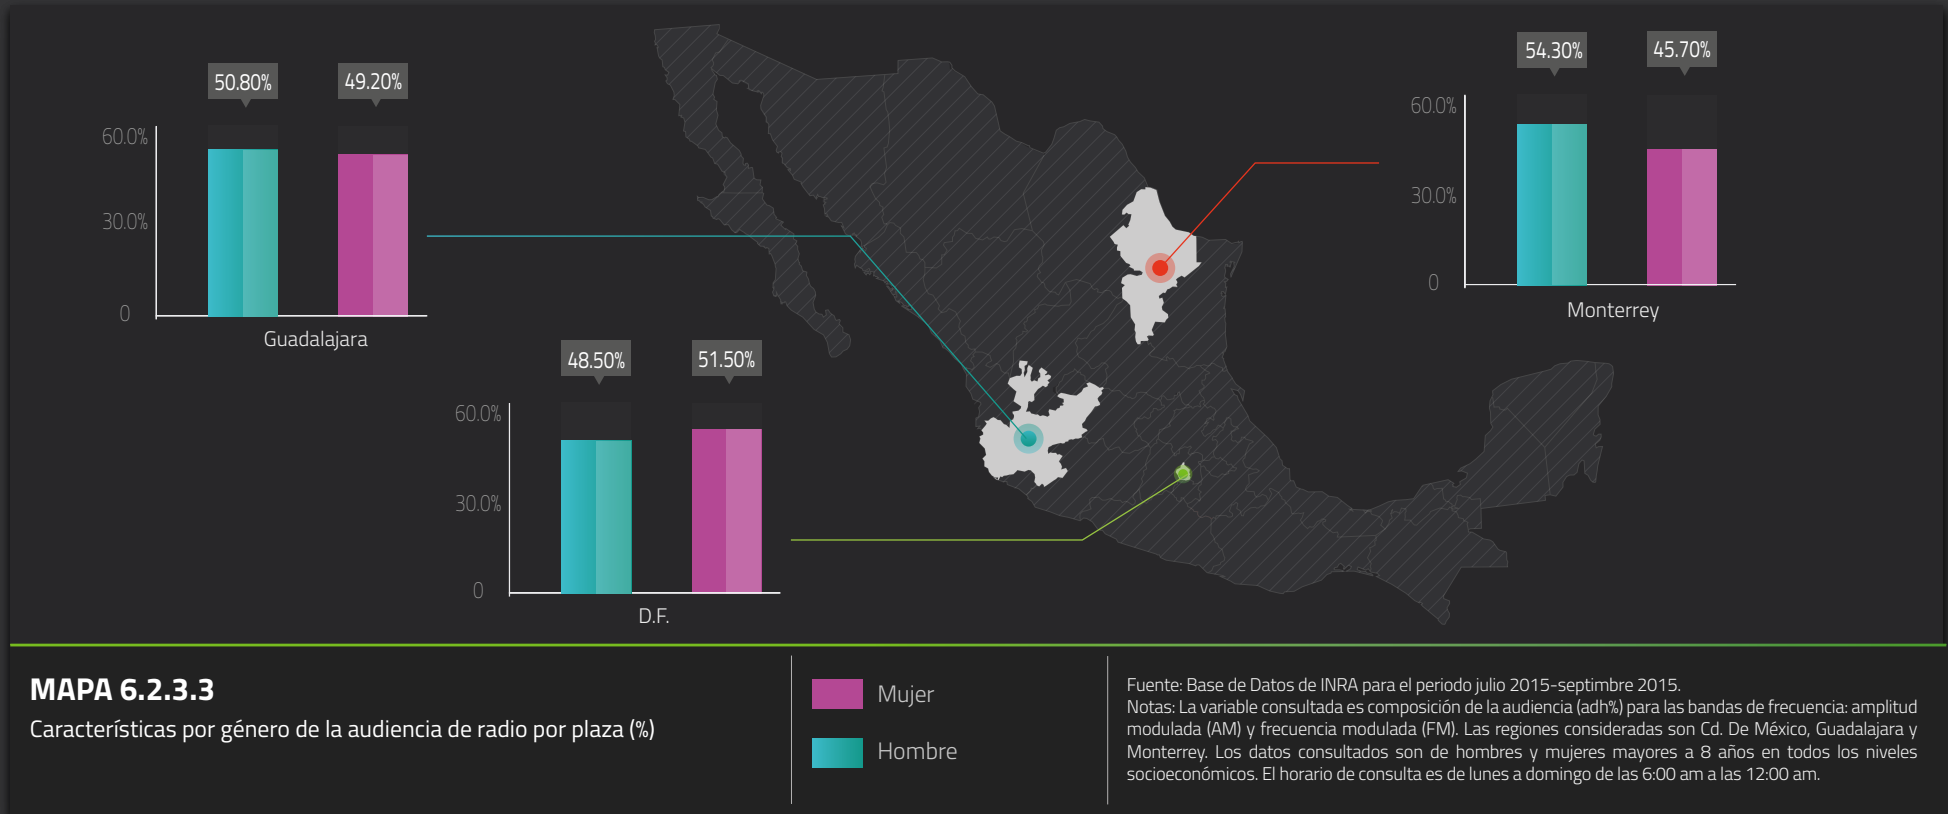 50.80%
49.20%
60.0%
30.0%
0
Guadalajara
48.50%
51.50%
60.0%
30.0%
0
D.F.
54.30%
45.70%
60.0%
30.0%
0
Monterrey
MAPA 6.2.3.3
Características por género de la audiencia de radio por plaza (%)
Mujer
Hombre
Fuente: Base de Datos de INRA para el periodo julio 2015-septimbre 2015.
Notas: La variable consultada es composición de la audiencia (adh%) para las bandas de frecuencia: amplitud
modulada (AM) y frecuencia modulada (FM). Las regiones consideradas son Cd. De México, Guadalajara y
Monterrey. Los datos consultados son de hombres y mujeres mayores a 8 años en todos los niveles
socioeconómicos. El horario de consulta es de lunes a domingo de las 6:00 am a las 12:00 am.